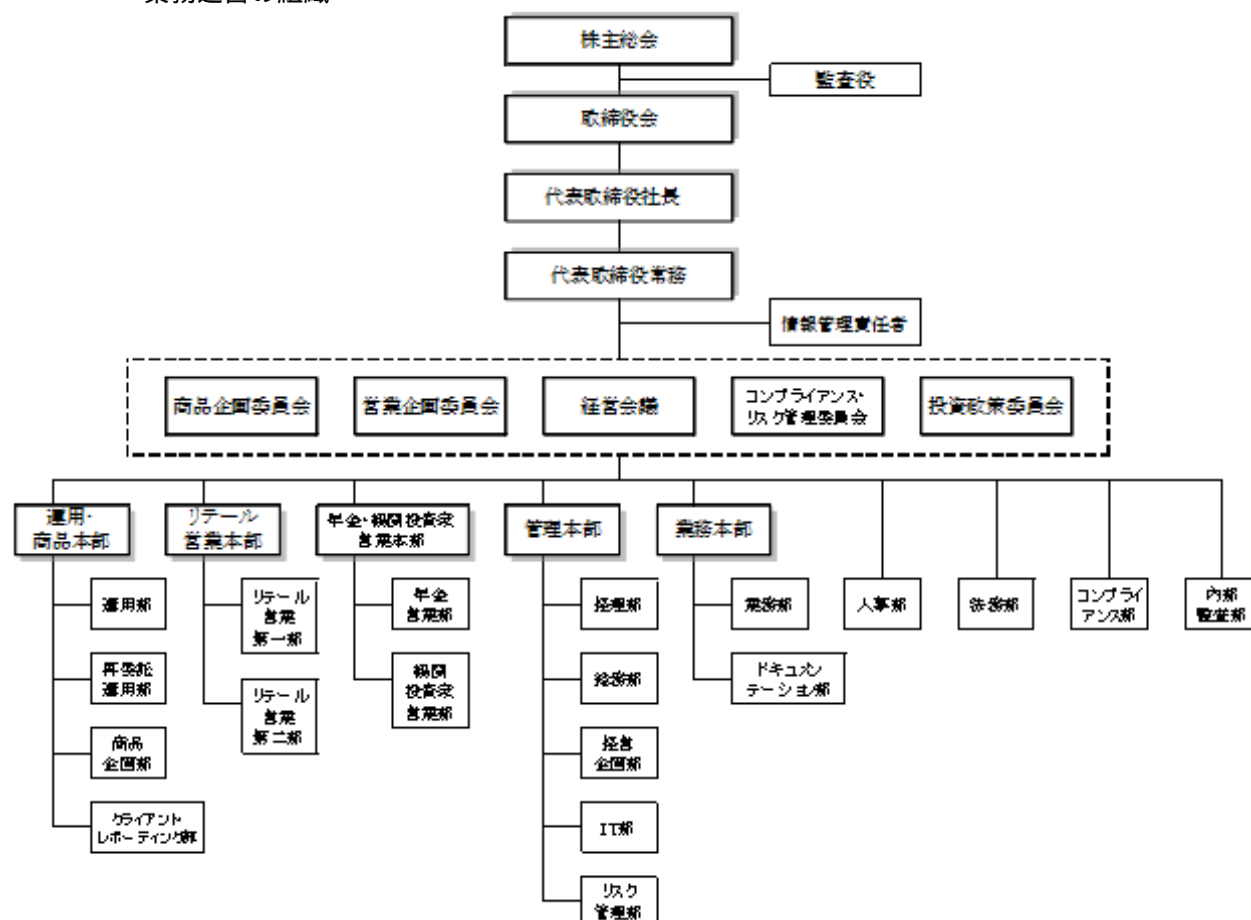 業務運営の組織
株主総会
監査役
取締役会
代表取締役社長
代表取締役常務
情報管理責任者
商品企画委員会
営業企画委員会
経営会議
コンプライアンス・
リスク管理委員会
投資政策委員会
運用・
商品本部
リテール
営業本部
年金・機関投資家
営業本部
管理本部
業務本部
運用部
再委託
運用部
商品
企画部
クライアント
レポーティング部
リテール
営業
第一部
リテール
営業
第二部
年金
営業部
機関
投資家
営業部
経理部
総務部
経営
企画部
IT部
リスク
管理部
業務部
ドキュメン
テーション部
人事部
法務部
コンプライ
アンス部
内部
監査部